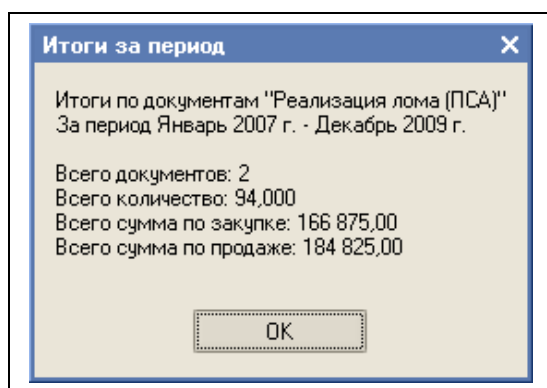 Итоги за период
Итоги по документам "Реализация лома (ПСА)"
За период Январь 2007 г. - Декабрь 2009 г.
Всего документов: 2
Всего количество: 94,000
Всего сумма по закупке: 166 875,00
Всего сумма по продаже: 184 825,00
OK